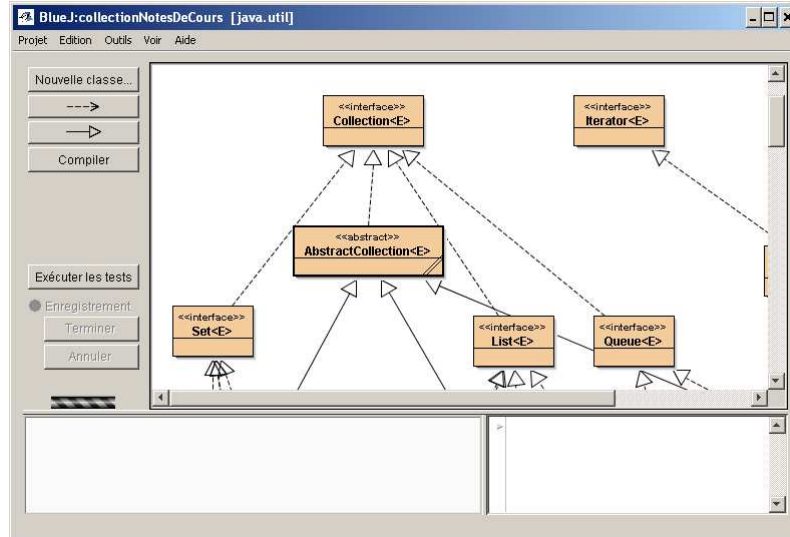 BlueJ:collectionNotesDeCours [java.util]
Projet Edition Outils Voir Aide
Nouvelle classe...
Compiler
Exécuter les tests
Enregistrement
Terminer
Annuler
<<interface>>
Collection<E>
<<interface>>
Iterator<E>
<<abstract>>
AbstractCollection<E>
<<interface>>
Set<E>
<<interface>>
List<E>
<<interface>>
Queue<E>